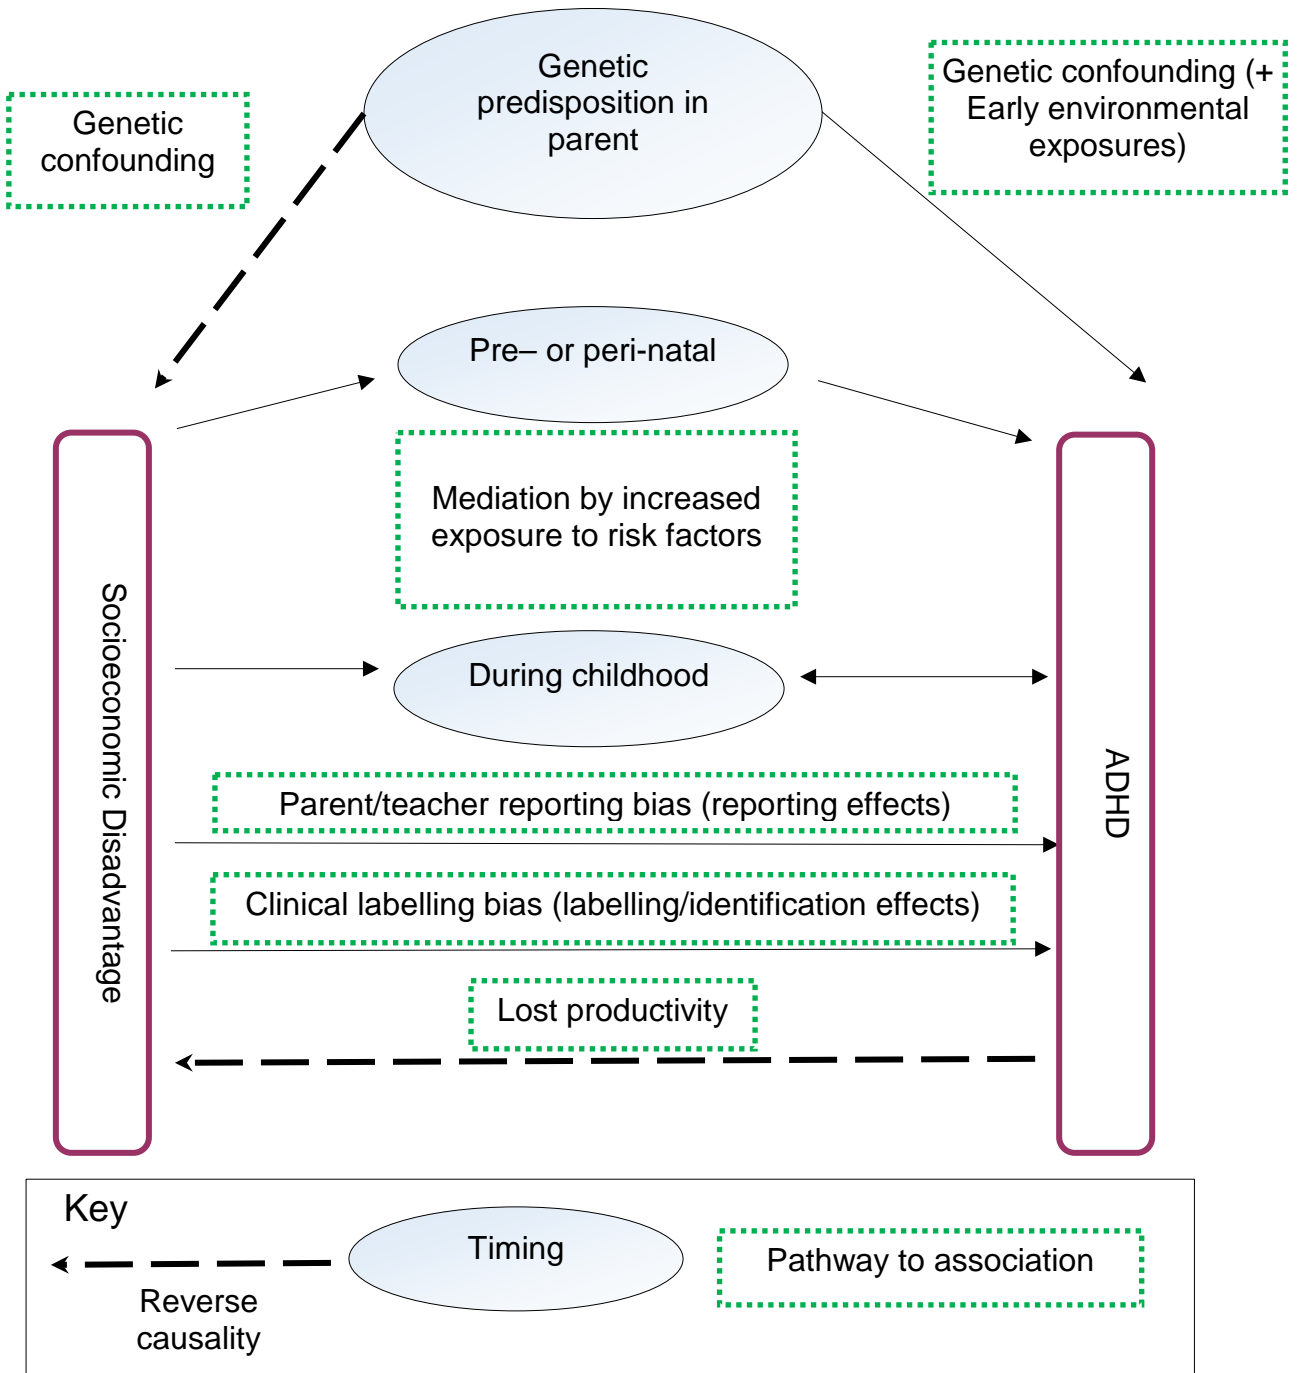 Genetic
predisposition in
parent
Genetic
confounding
Genetic confounding (+
Early environmental
exposures)
Pre– or peri-natal
Mediation by increased
exposure to risk factors
During childhood
Socioeconomic Disadvantage
ADHD
Parent/teacher reporting bias (reporting effects)
Clinical labelling bias (labelling/identification effects)
Lost productivity
Key
Reverse
causality
Timing
Pathway to association